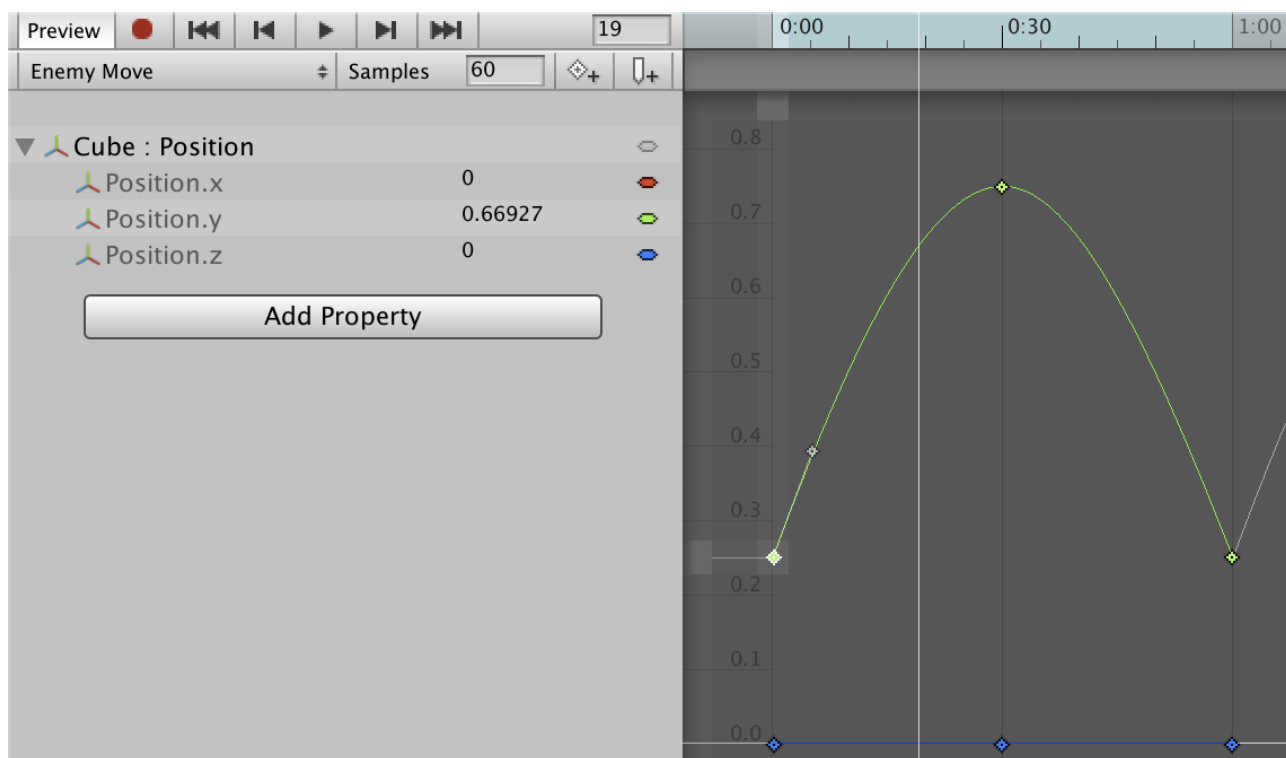 Preview 19 0:00 0:30 1:00
Enemy Move Samples 60
Cube : Position
Position.x 0
Position.y 0.66927
Position.z 0
Add Property
0.8
0.7
0.6
0.5
0.4
0.3
0.2
0.1
0.0